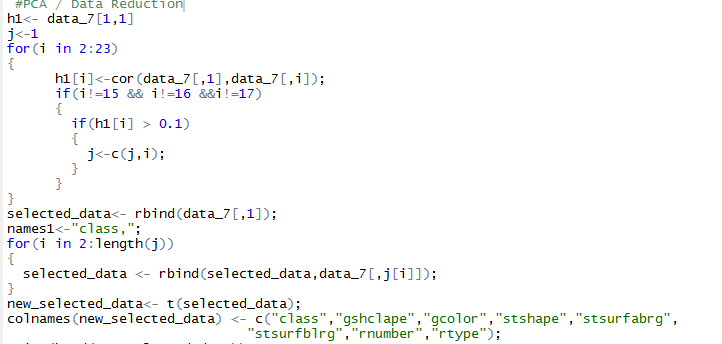 #PCA / Data Reduction
h1<- data_7[1,1]
j<-1
for(i in 2:23)
{
h1[i]<-cor(data_7[,1],data_7[,i]);
if(i!=15 && i!=16 &&i!=17)
{
if(h1[i] > 0.1)
{
j<-c(j,i);
}
}
}
selected_data<- rbind(data_7[,1]);
names1<-"class,";
for(i in 2:length(j))
{
selected_data <- rbind(selected_data,data_7[,j[i]]);
}
new_selected_data<- t(selected_data);
colnames(new_selected_data) <- c("class","gshclape","gcolor","stshape","stsurfabrg",
"stsurfblrg","rnumber","rtype");